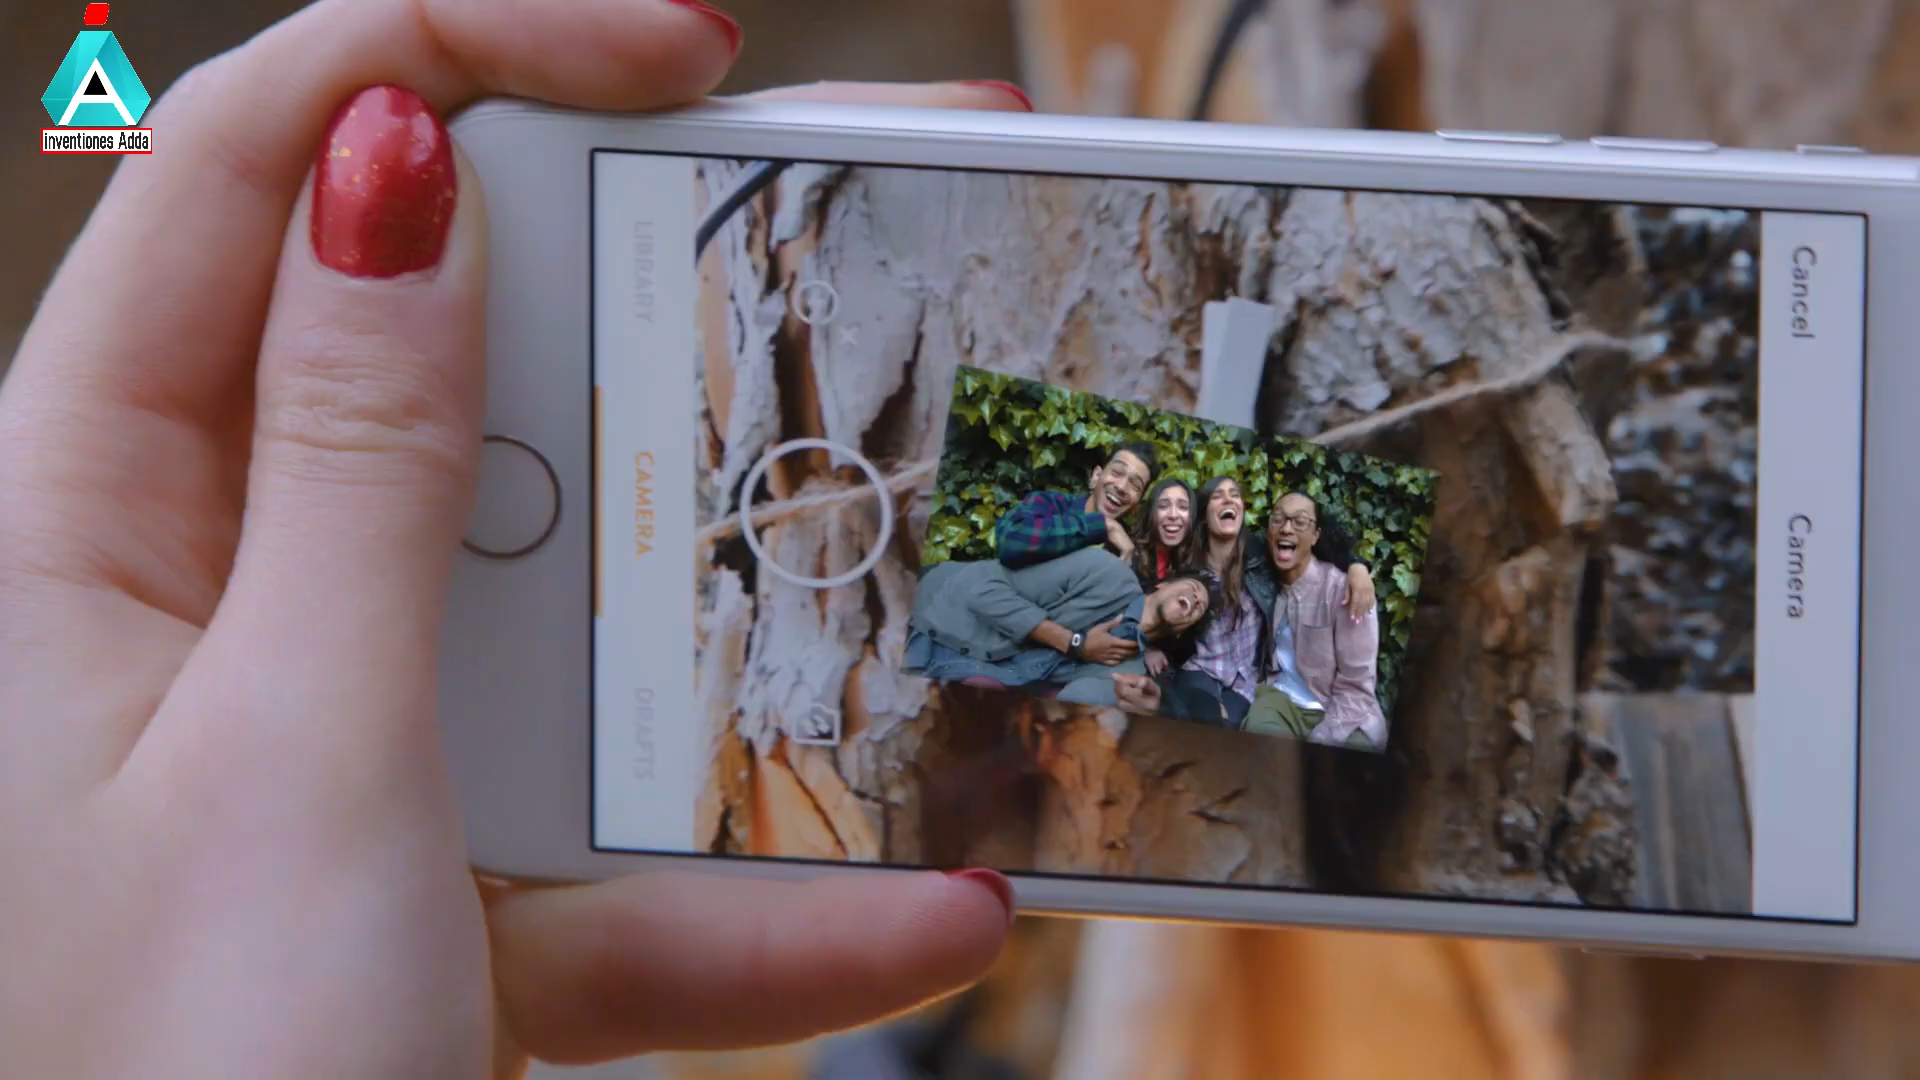 inventiones Adda
LIBRARY
CAMERA
DRAFTS
Cancel
Camera